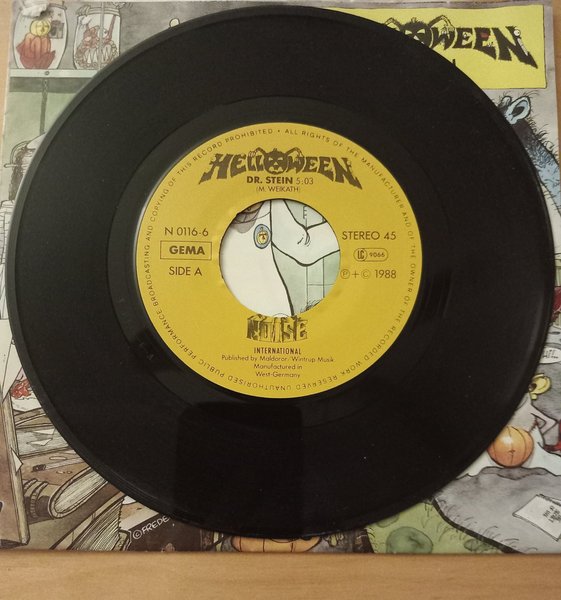 HELLOWEEN
WEEN
ALL RIGHTS OF THE MANUFACTURER AND OF THE OWNER OF THE RECORDED WORK RESERVED UNAUTHORISED PUBLIC PERFORMANCE BROADCASTING AND COPYING OF THIS RECORD PROHIBITED •
DR. STEIN 5:03
(M. WEIKATH)
N 0116-6
STEREO 45
GEMA
LC 9066
SIDE A
℗ + © 1988
NOISE
INTERNATIONAL
Published by Maldoror/Wintrup Musik
Manufactured in
West-Germany
©FREDE